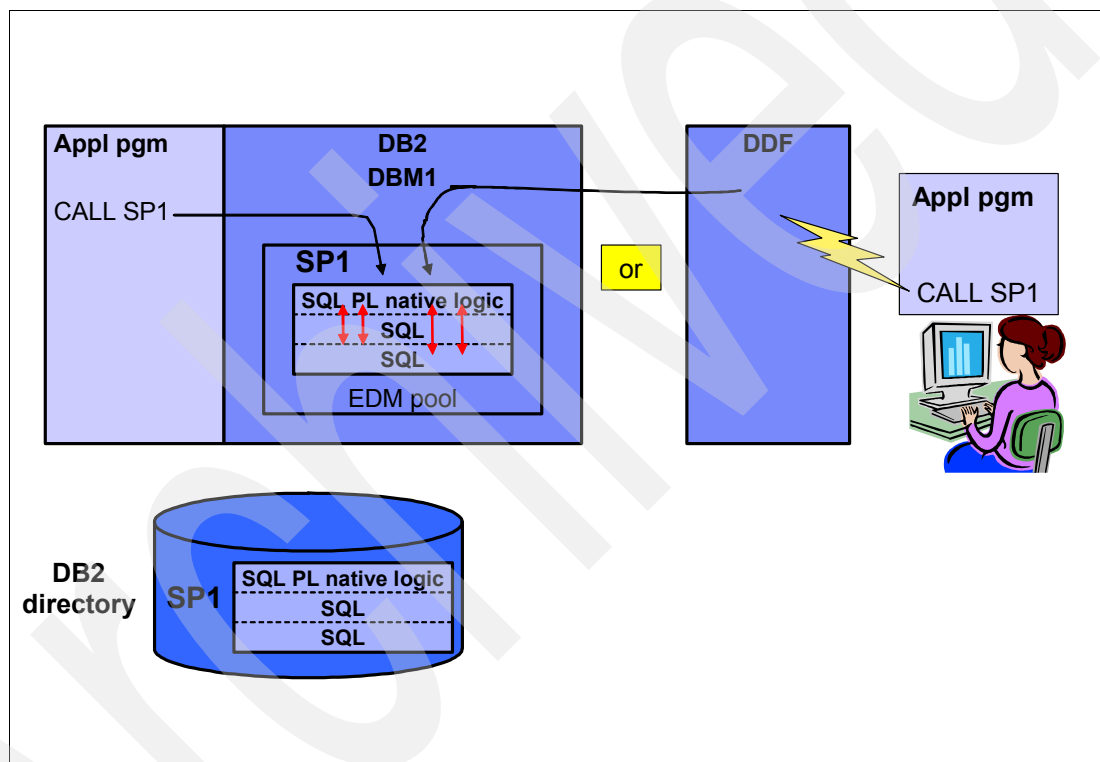 Appl pgm
CALL SP1
DB2
DBM1
SP1
SQL PL native logic
SQL
SQL
EDM pool
or
DDF
Appl pgm
CALL SP1
DB2
directory
SP1
SQL PL native logic
SQL
SQL